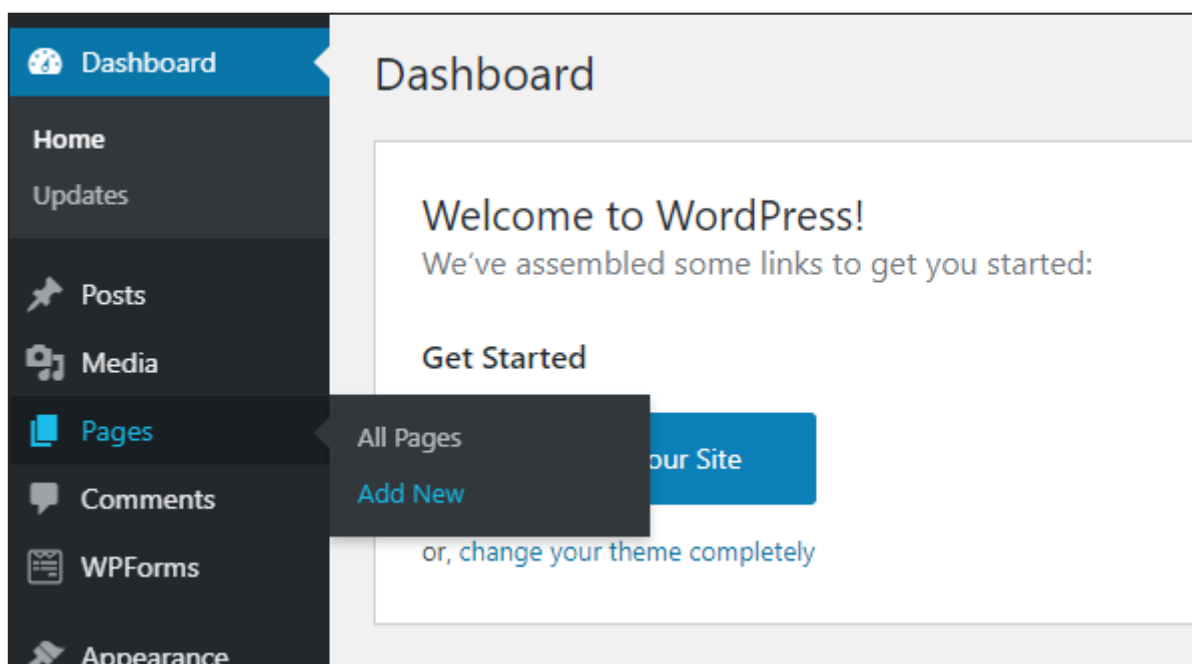 Dashboard
Home
Updates
Posts
Media
Pages
Comments
WPForms
Appearance
All Pages
Add New
Dashboard
Welcome to WordPress!
We've assembled some links to get you started:
Get Started
our Site
or, change your theme completely